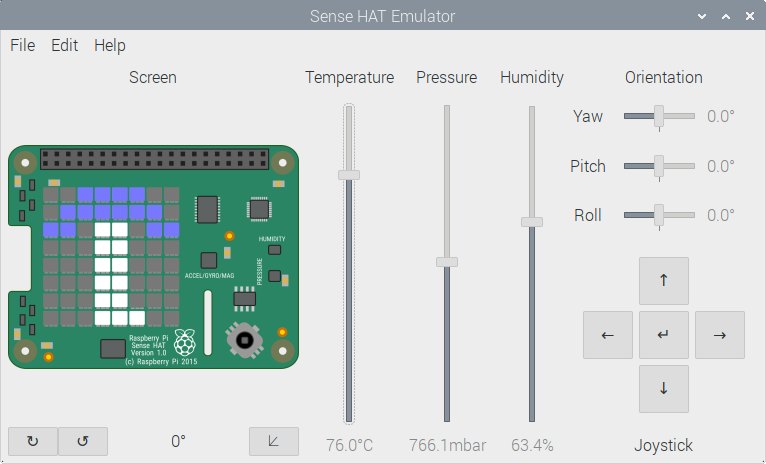 Sense HAT Emulator
File Edit Help
Screen
Temperature
Pressure
Humidity
Orientation
Yaw
0.0°
Pitch
0.0°
Roll
0.0°
HUMIDITY
PRESSURE
ACCEL/GYRO/MAG
Raspberry Pi
Sense HAT
Version 1.0
(c) Raspberry Pi 2015
↑
← ↵ →
↓
↻ ↺
0°
76.0°C
766.1mbar
63.4%
Joystick